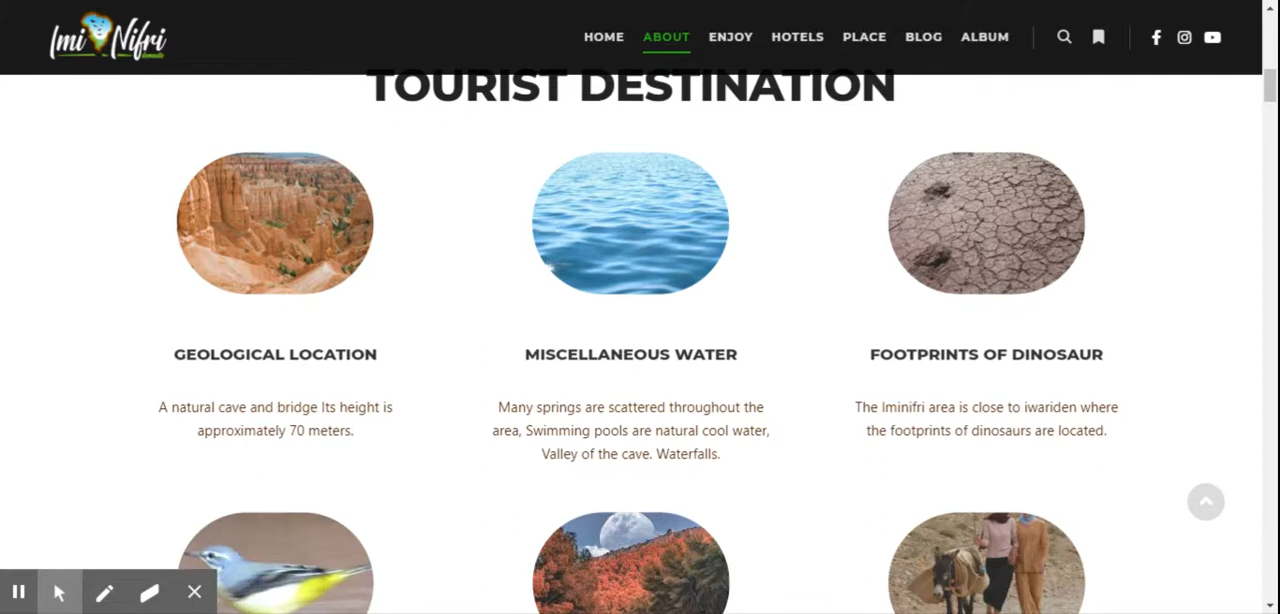 Imi Nifri
HOME ABOUT ENJOY HOTELS PLACE BLOG ALBUM
TOURIST DESTINATION
GEOLOGICAL LOCATION
A natural cave and bridge Its height is
approximately 70 meters.
MISCELLANEOUS WATER
Many springs are scattered throughout the
area, Swimming pools are natural cool water,
Valley of the cave. Waterfalls.
FOOTPRINTS OF DINOSAUR
The Iminifri area is close to iwariden where
the footprints of dinosaurs are located.